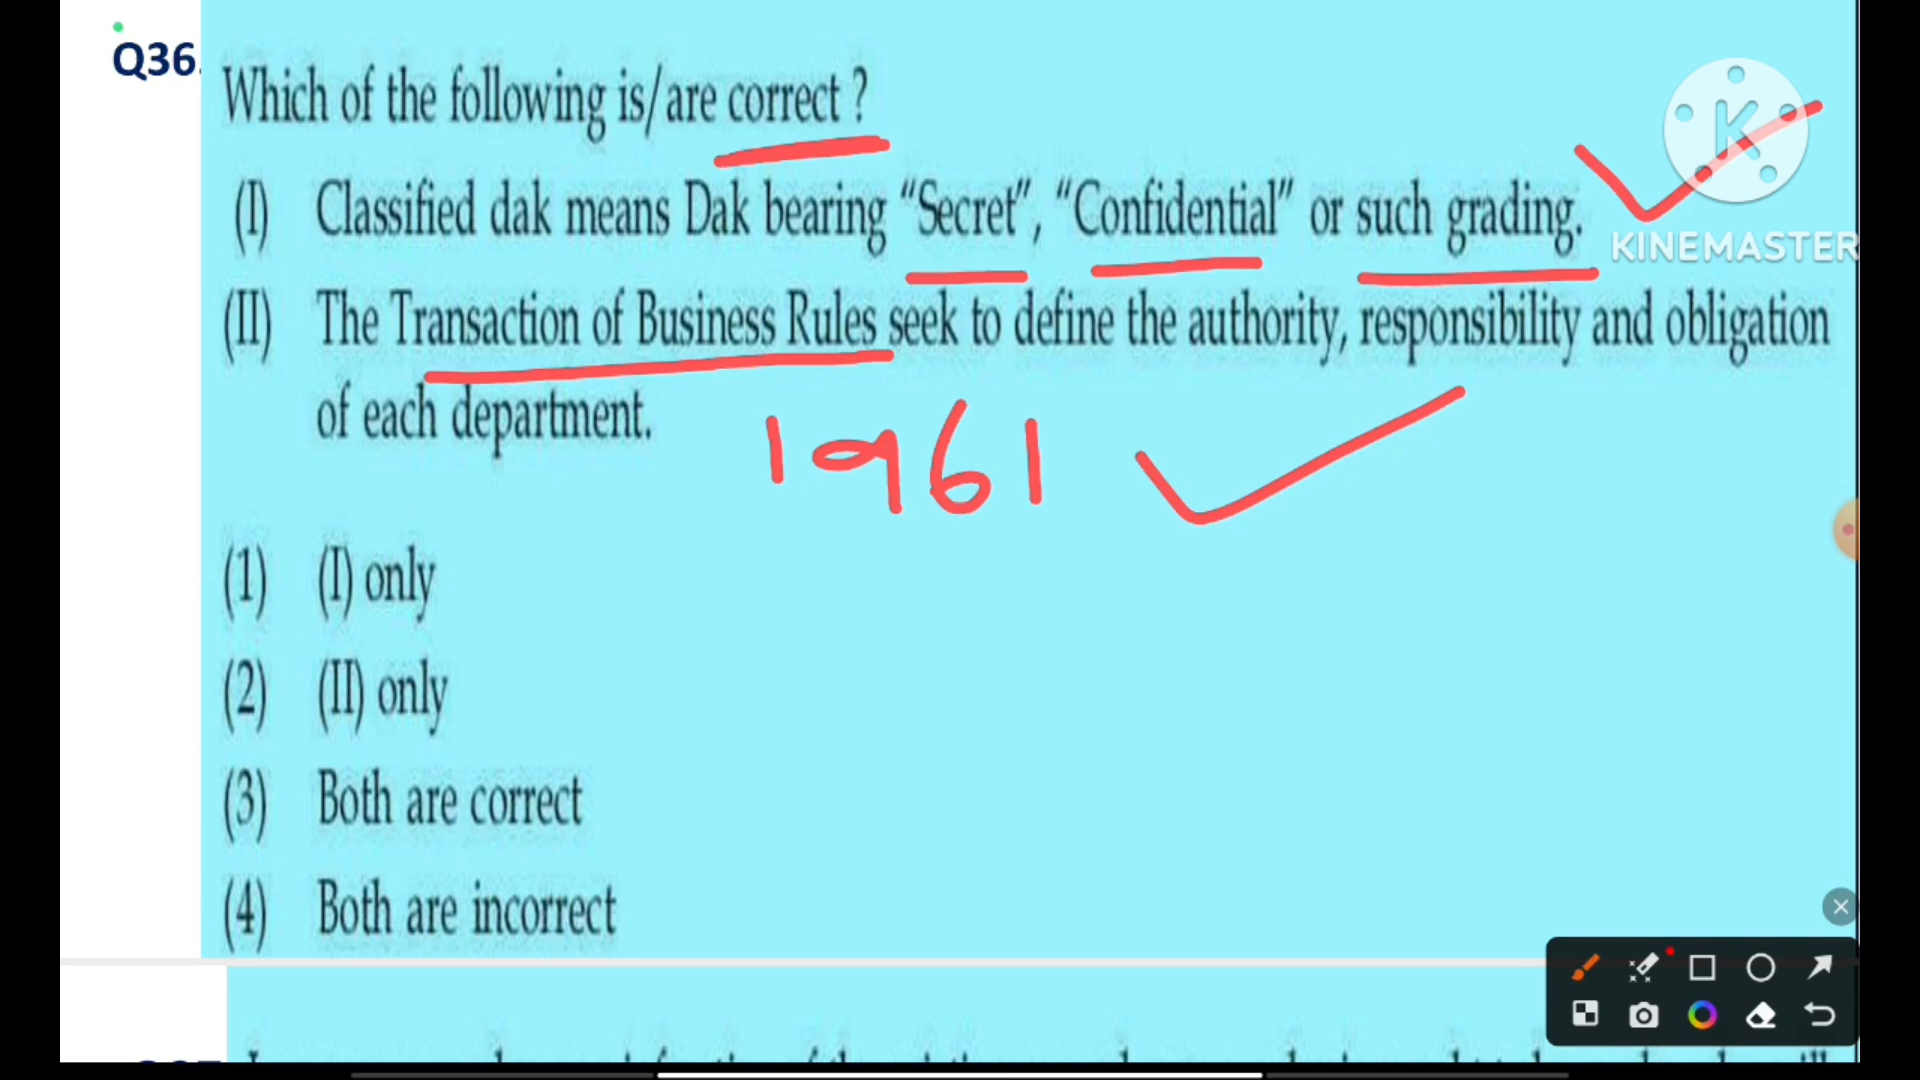 Q36.
Which of the following is/are correct ?
(I) Classified dak means Dak bearing “Secret”, “Confidential” or such grading.
KINEMASTER
(II) The Transaction of Business Rules seek to define the authority, responsibility and obligation
of each department.
1961
(1) (I) only
(2) (II) only
(3) Both are correct
(4) Both are incorrect